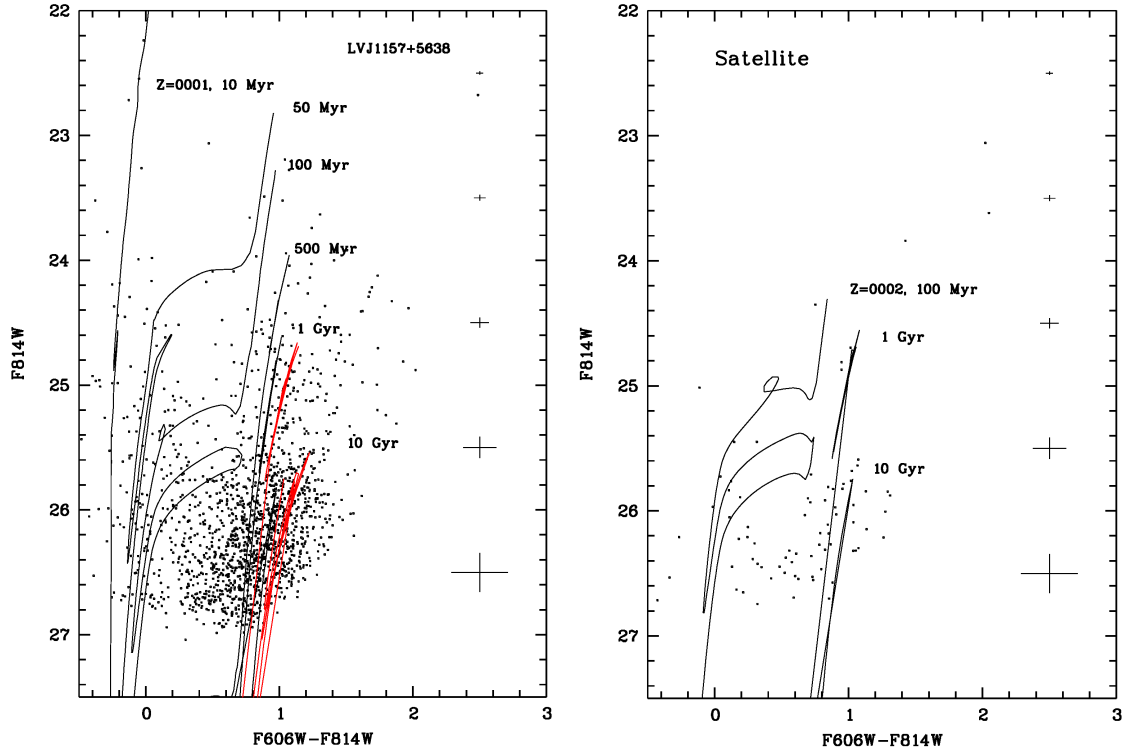 LVJ1157+5638
Z=0001, 10 Myr
50 Myr
100 Myr
500 Myr
1 Gyr
10 Gyr
22
23
24
25
26
27
F814W
0
1
2
3
F606W-F814W
Satellite
Z=0002, 100 Myr
1 Gyr
10 Gyr
22
23
24
25
26
27
F814W
0
1
2
3
F606W-F814W